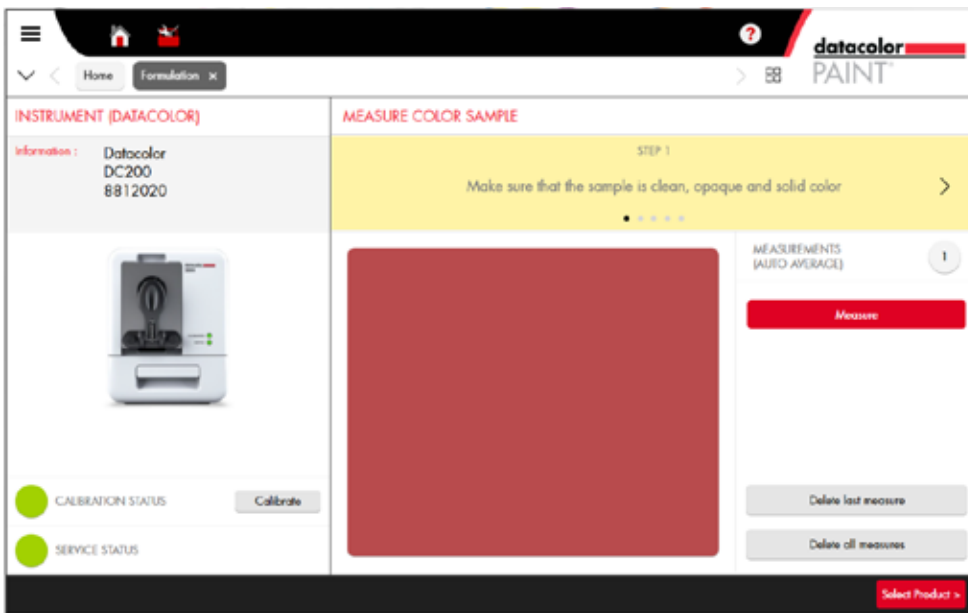 datacolor
PAINT
Home
Formulation ×
INSTRUMENT (DATACOLOR)
MEASURE COLOR SAMPLE
Information :
Datacolor
DC200
8812020
STEP 1
Make sure that the sample is clean, opaque and solid color
MEASUREMENTS
(AUTO AVERAGE)
1
Measure
CALIBRATION STATUS
Calibrate
SERVICE STATUS
Delete last measure
Delete all measures
Select Product >